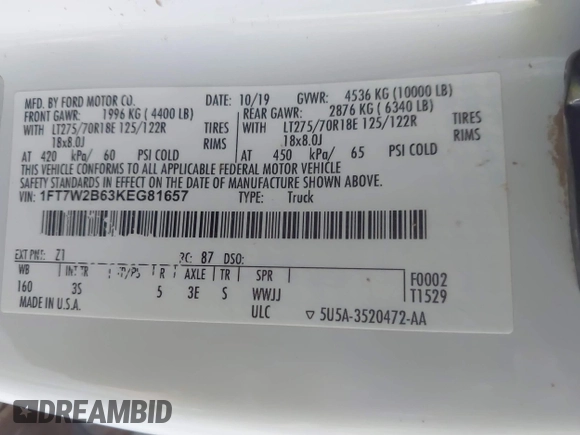 MFD. BY FORD MOTOR CO.
DATE: 10/19 GVWR: 4536 KG (10000 LB)
FRONT GAWR: 1996 KG ( 4400 LB)
REAR GAWR: 2876 KG ( 6340 LB)
WITH LT275/70R18E 125/122R TIRES
WITH LT275/70R18E 125/122R TIRES
18x8.0J RIMS
18x8.0J RIMS
AT 420 kPa/ 60 PSI COLD
AT 450 kPa/ 65 PSI COLD
THIS VEHICLE CONFORMS TO ALL APPLICABLE FEDERAL MOTOR VEHICLE
SAFETY STANDARDS IN EFFECT ON THE DATE OF MANUFACTURE SHOWN ABOVE.
VIN: 1FT7W2B63KEG81657 TYPE: Truck
EXT PNT: Z1 RC: 87 DSO:
WB INT TR TP/PS R AXLE TR SPR
160 3S 5 3E S WWJJ
MADE IN U.S.A. ULC
F0002
T1529
▽ 5U5A-3520472-AA
DREAMBID